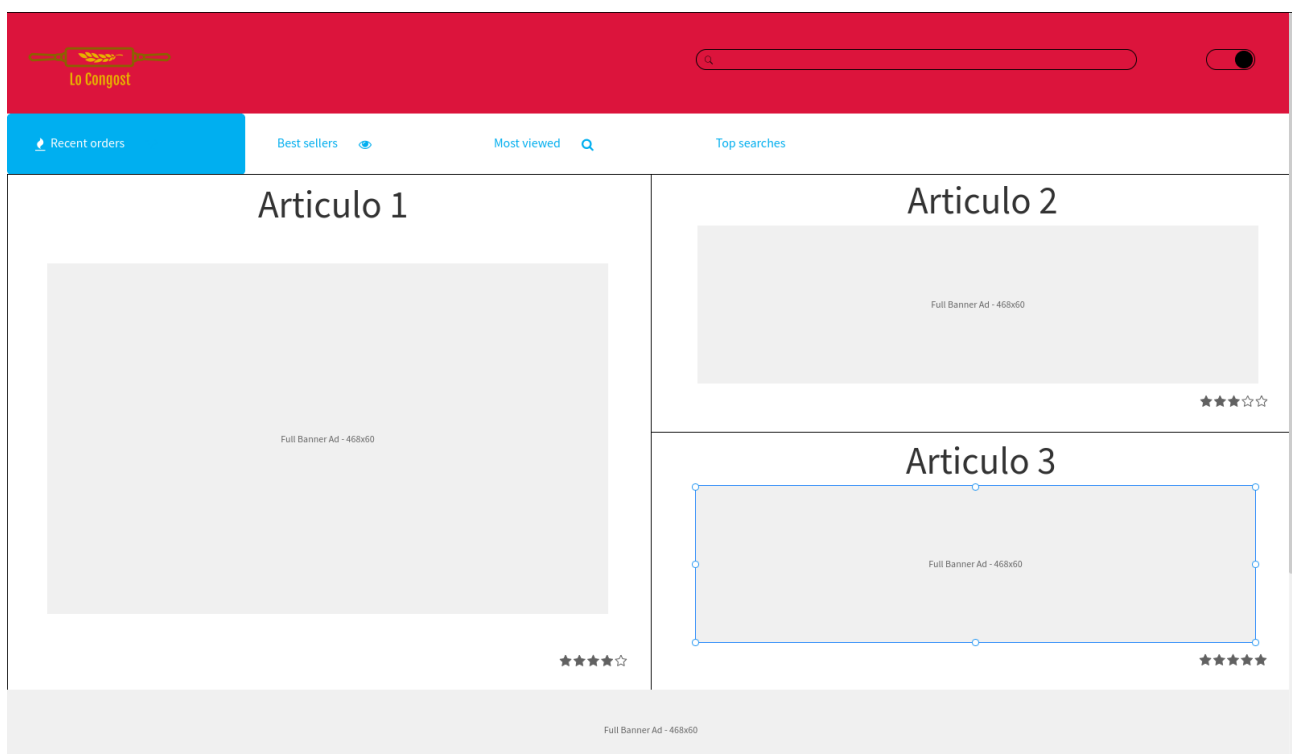 Lo Congost
Recent orders
Best sellers
Most viewed
Top searches
Articulo 1
Full Banner Ad - 468x60
Articulo 2
Full Banner Ad - 468x60
Articulo 3
Full Banner Ad - 468x60
Full Banner Ad - 468x60